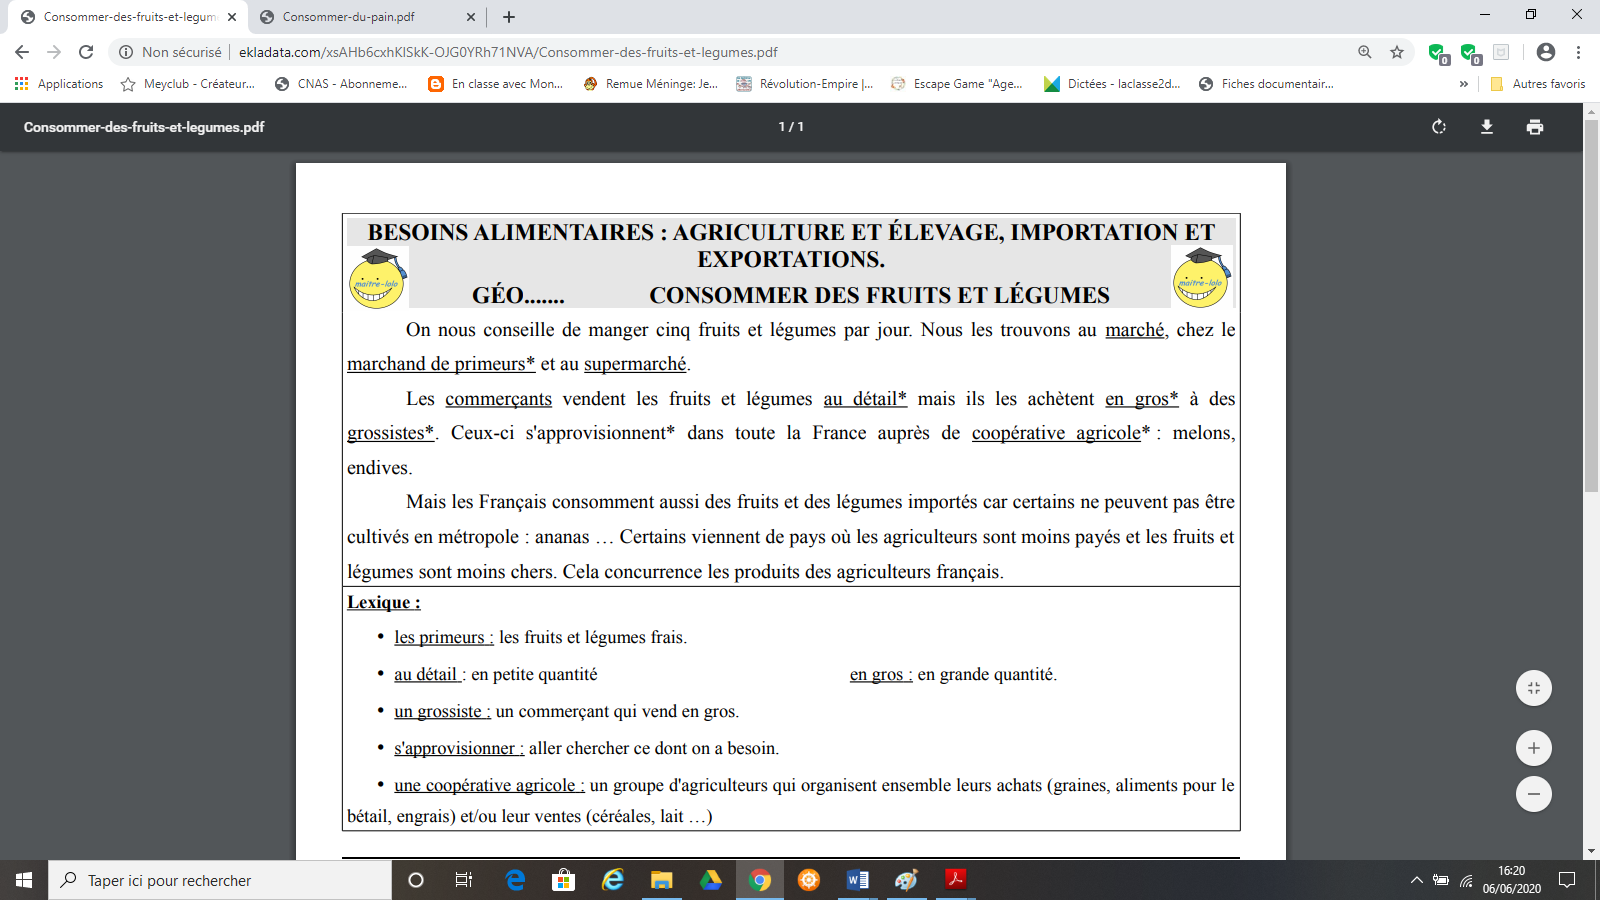 Consommer-des-fruits-et-legum
Consommer-du-pain.pdf
Non sécurisé
ekladata.com/xsAHb6cxhKISkK-OJG0YRh71NVA/Consommer-des-fruits-et-legumes.pdf
0
0
Applications
Meyclub - Créateur...
CNAS - Abonneme...
En classe avec Mon...
Remue Méninge: Je...
Révolution-Empire |...
Escape Game "Age...
Dictées - laclasse2d...
Fiches documentair...
»
Autres favoris
Consommer-des-fruits-et-legumes.pdf
1 / 1
BESOINS ALIMENTAIRES : AGRICULTURE ET ÉLEVAGE, IMPORTATION ET
EXPORTATIONS.
maitre-lolo
maitre-lolo
GÉO....... CONSOMMER DES FRUITS ET LÉGUMES
On nous conseille de manger cinq fruits et légumes par jour. Nous les trouvons au marché, chez le
marchand de primeurs* et au supermarché.
Les commerçants vendent les fruits et légumes au détail* mais ils les achètent en gros* à des
grossistes*. Ceux-ci s'approvisionnent* dans toute la France auprès de coopérative agricole* : melons,
endives.
Mais les Français consomment aussi des fruits et des légumes importés car certains ne peuvent pas être
cultivés en métropole : ananas … Certains viennent de pays où les agriculteurs sont moins payés et les fruits et
légumes sont moins chers. Cela concurrence les produits des agriculteurs français.
Lexique :
• les primeurs : les fruits et légumes frais.
• au détail : en petite quantité en gros : en grande quantité.
• un grossiste : un commerçant qui vend en gros.
• s'approvisionner : aller chercher ce dont on a besoin.
• une coopérative agricole : un groupe d'agriculteurs qui organisent ensemble leurs achats (graines, aliments pour le
bétail, engrais) et/ou leur ventes (céréales, lait …)
Taper ici pour rechercher
16:20
06/06/2020